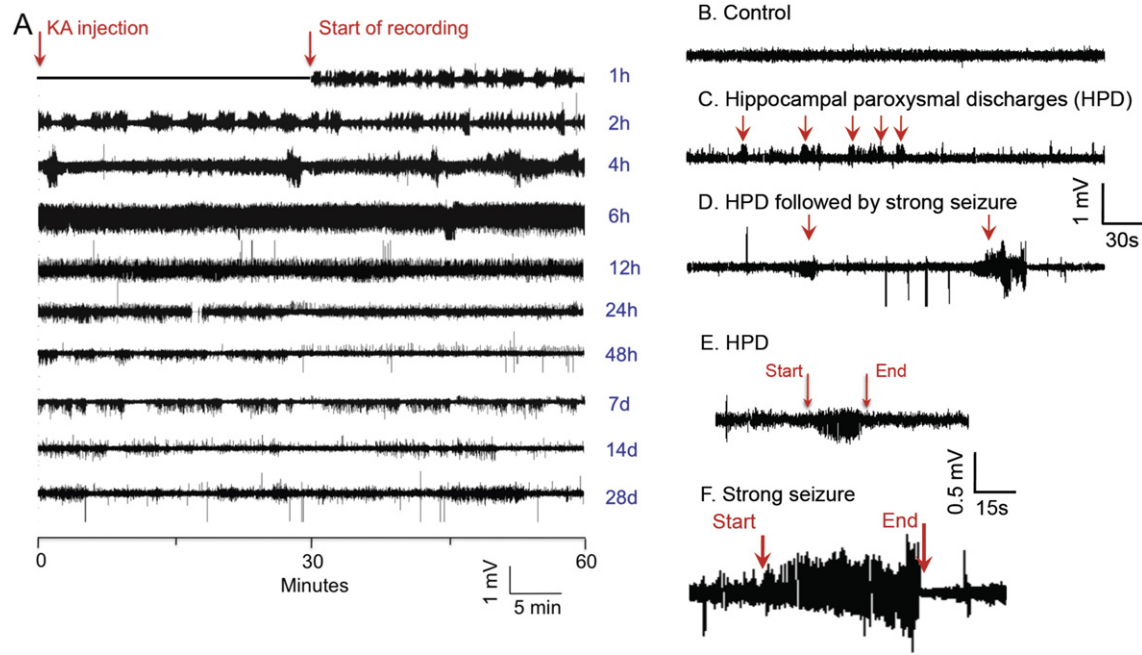 A
KA injection
Start of recording
1h
2h
4h
6h
12h
24h
48h
7d
14d
28d
0
30
60
Minutes
1 mV
5 min
B. Control
C. Hippocampal paroxysmal discharges (HPD)
D. HPD followed by strong seizure
1 mV
30s
E. HPD
Start
End
0.5 mV
15s
F. Strong seizure
Start
End